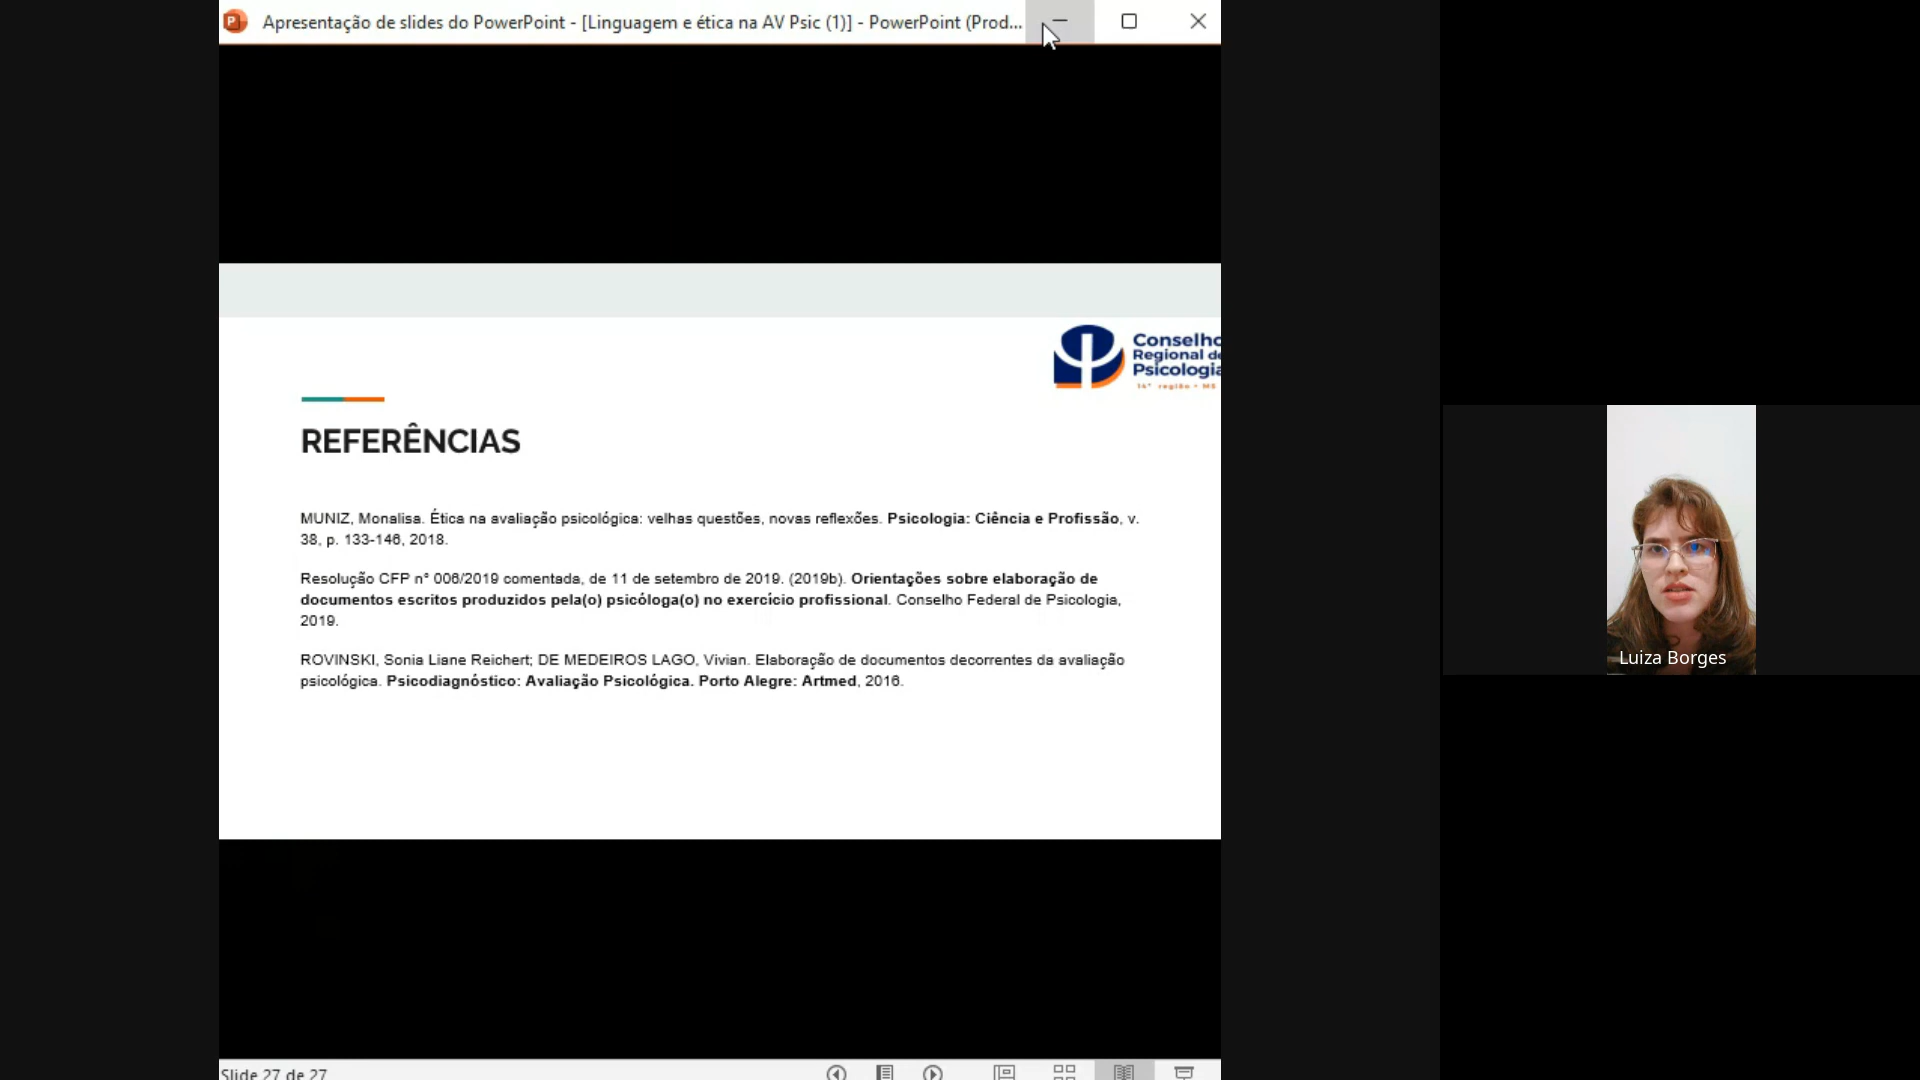 Apresentação de slides do PowerPoint - [Linguagem e ética na AV Psic (1)] - PowerPoint (Prod...
Conselho
Regional de
Psicologia
14ª região - MS
REFERÊNCIAS
MUNIZ, Monalisa. Ética na avaliação psicológica: velhas questões, novas reflexões. Psicologia: Ciência e Profissão, v.
38, p. 133-146, 2018.
Resolução CFP n° 006/2019 comentada, de 11 de setembro de 2019. (2019b). Orientações sobre elaboração de
documentos escritos produzidos pela(o) psicóloga(o) no exercício profissional. Conselho Federal de Psicologia,
2019.
ROVINSKI, Sonia Liane Reichert; DE MEDEIROS LAGO, Vivian. Elaboração de documentos decorrentes da avaliação
psicológica. Psicodiagnóstico: Avaliação Psicológica. Porto Alegre: Artmed, 2016.
Luiza Borges
Slide 27 de 27